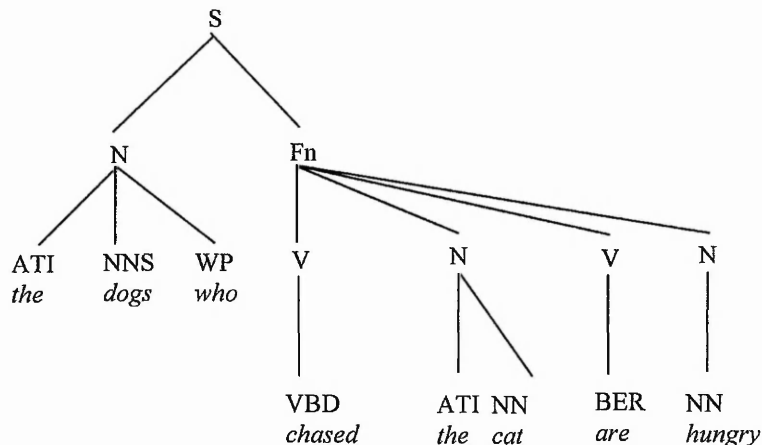 S
N Fn
ATI NNS WP V N V N
the dogs who
VBD ATI NN BER NN
chased the cat are hungry